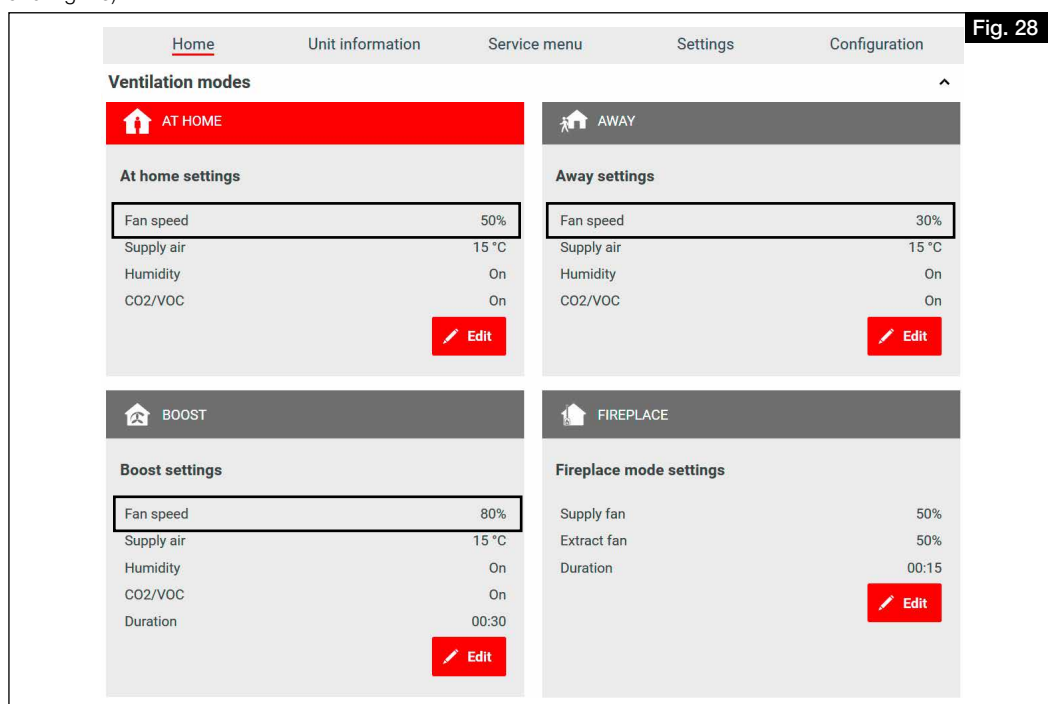 Fig. 28
Home Unit information Service menu Settings Configuration
Ventilation modes
AT HOME
At home settings
Fan speed 50%
Supply air 15 °C
Humidity On
CO2/VOC On
Edit
AWAY
Away settings
Fan speed 30%
Supply air 15 °C
Humidity On
CO2/VOC On
Edit
BOOST
Boost settings
Fan speed 80%
Supply air 15 °C
Humidity On
CO2/VOC On
Duration 00:30
Edit
FIREPLACE
Fireplace mode settings
Supply fan 50%
Extract fan 50%
Duration 00:15
Edit